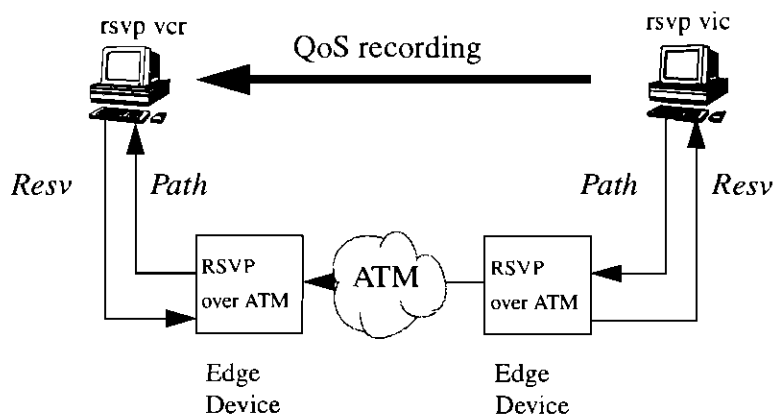 rsvp vcr
rsvp vic
QoS recording
Resv
Path
Path
Resv
RSVP
over ATM
ATM
RSVP
over ATM
Edge
Device
Edge
Device